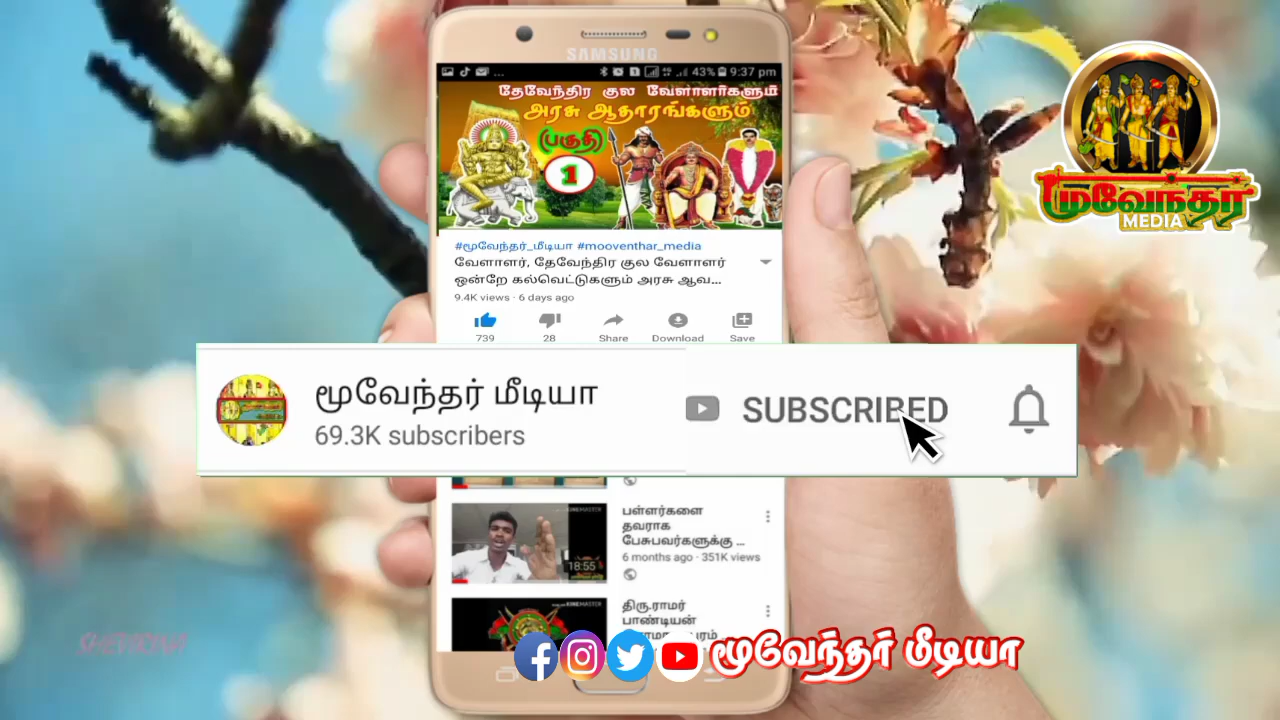 SAMSUNG
43% 9:37 pm
தேவேந்திர குல வேளாளர்களும்
அரசு ஆதாரங்களும்
(பகுதி)
1
#மூவேந்தர்_மீடியா #mooventhar_media
வேளாளர், தேவேந்திர குல வேளாளர்
ஒன்றே கல்வெட்டுகளும் அரசு ஆவ...
9.4K views · 6 days ago
739 28 Share Download Save
மூவேந்தர் மீடியா
69.3K subscribers
SUBSCRIBED
பள்ளர்களை
தவராக
பேசுபவர்களுக்கு ...
6 months ago · 351K views
18:55
திரு.ராமர்
பாண்டியன்
மூவேந்தர்
MEDIA
மூவேந்தர் மீடியா